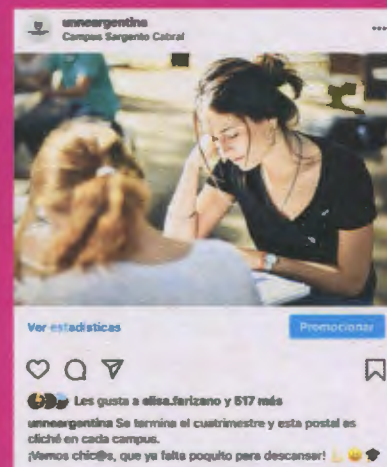 unneargentina
Campus Sargento Cabral
Ver estadísticas
Promocionar
Les gusta a elisa.farizano y 517 más
unneargentina Se termina el cuatrimestre y esta postal es
cliché en cada campus.
¡Vamos chic@s, que ya falta poquito para descansar!